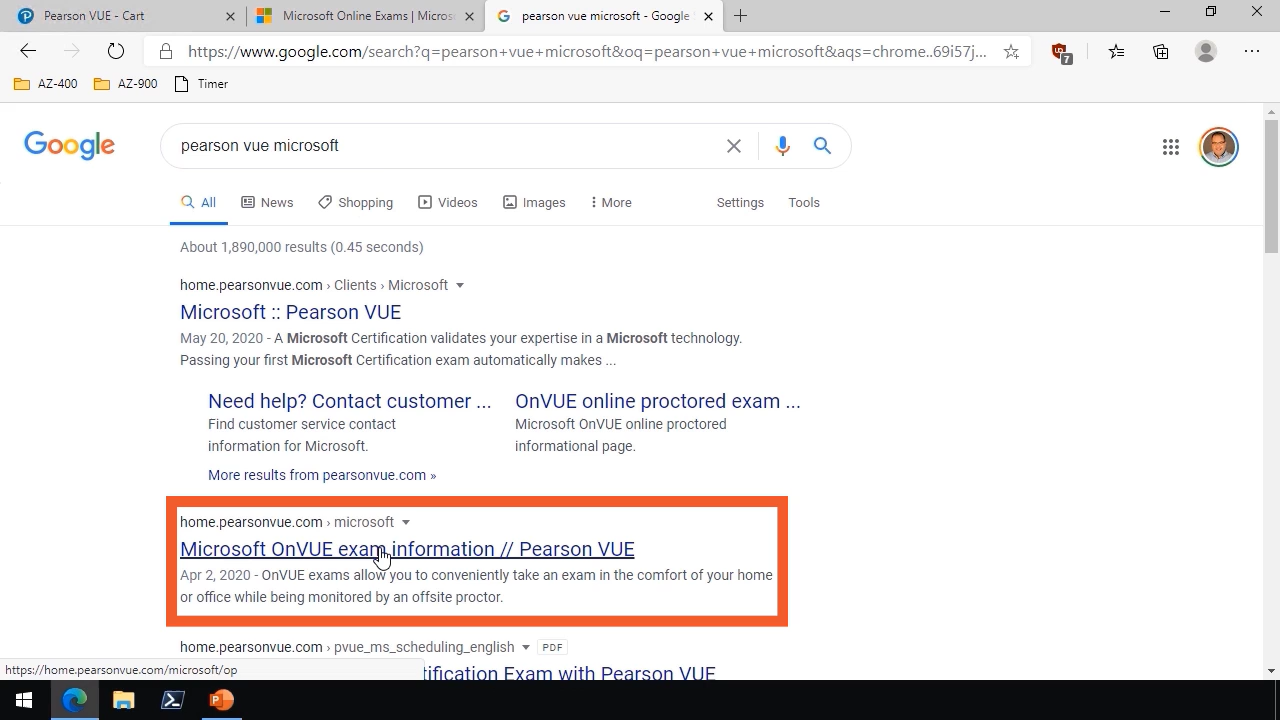 Pearson VUE - Cart
Microsoft Online Exams | Micros
pearson vue microsoft - Google
https://www.google.com/search?q=pearson+vue+microsoft&oq=pearson+vue+microsoft&aqs=chrome..69i57j...
7
AZ-400
AZ-900
Timer
Google
pearson vue microsoft
All
News
Shopping
Videos
Images
More
Settings
Tools
About 1,890,000 results (0.45 seconds)
home.pearsonvue.com › Clients › Microsoft
Microsoft :: Pearson VUE
May 20, 2020 - A Microsoft Certification validates your expertise in a Microsoft technology.
Passing your first Microsoft Certification exam automatically makes ...
Need help? Contact customer ...
Find customer service contact
information for Microsoft.
OnVUE online proctored exam ...
Microsoft OnVUE online proctored
informational page.
More results from pearsonvue.com »
home.pearsonvue.com › microsoft
Microsoft OnVUE exam information // Pearson VUE
Apr 2, 2020 - OnVUE exams allow you to conveniently take an exam in the comfort of your home
or office while being monitored by an offsite proctor.
home.pearsonvue.com › pvue_ms_scheduling_english
PDF
tification Exam with Pearson VUE
https://home.pearsonvue.com/microsoft/op